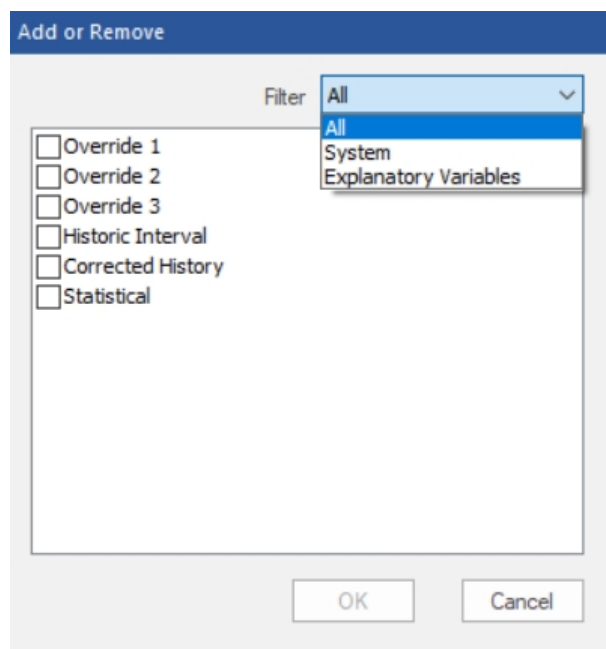 Add or Remove
Filter All
All
System
Explanatory Variables
Override 1
Override 2
Override 3
Historic Interval
Corrected History
Statistical
OK Cancel